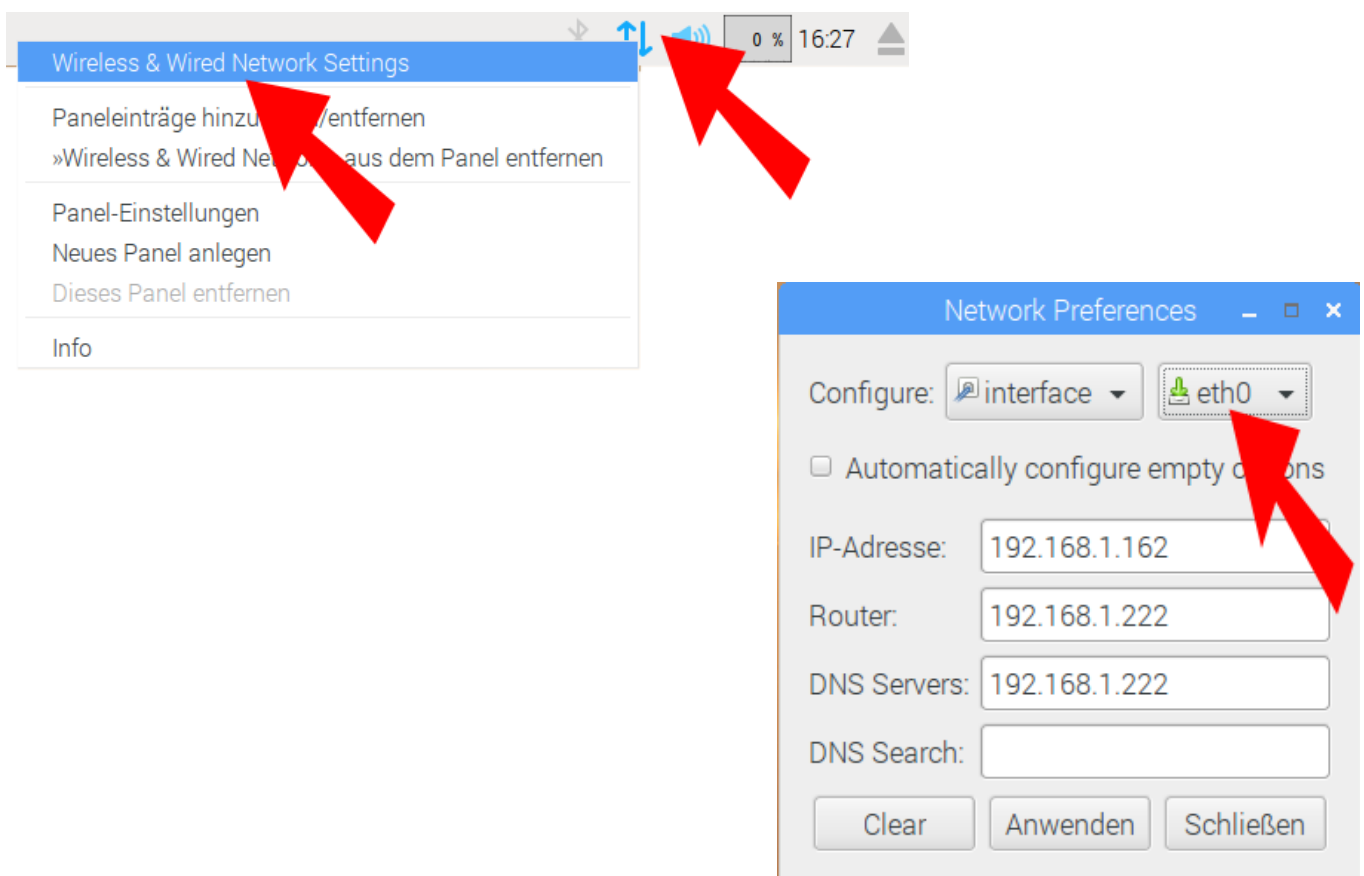 0 % 16:27
Wireless & Wired Network Settings
Paneleinträge hinzu /entfernen
»Wireless & Wired Net aus dem Panel entfernen
Panel-Einstellungen
Neues Panel anlegen
Dieses Panel entfernen
Info
Network Preferences
Configure: interface eth0
Automatically configure empty
IP-Adresse: 192.168.1.162
Router: 192.168.1.222
DNS Servers: 192.168.1.222
DNS Search:
Clear Anwenden Schließen